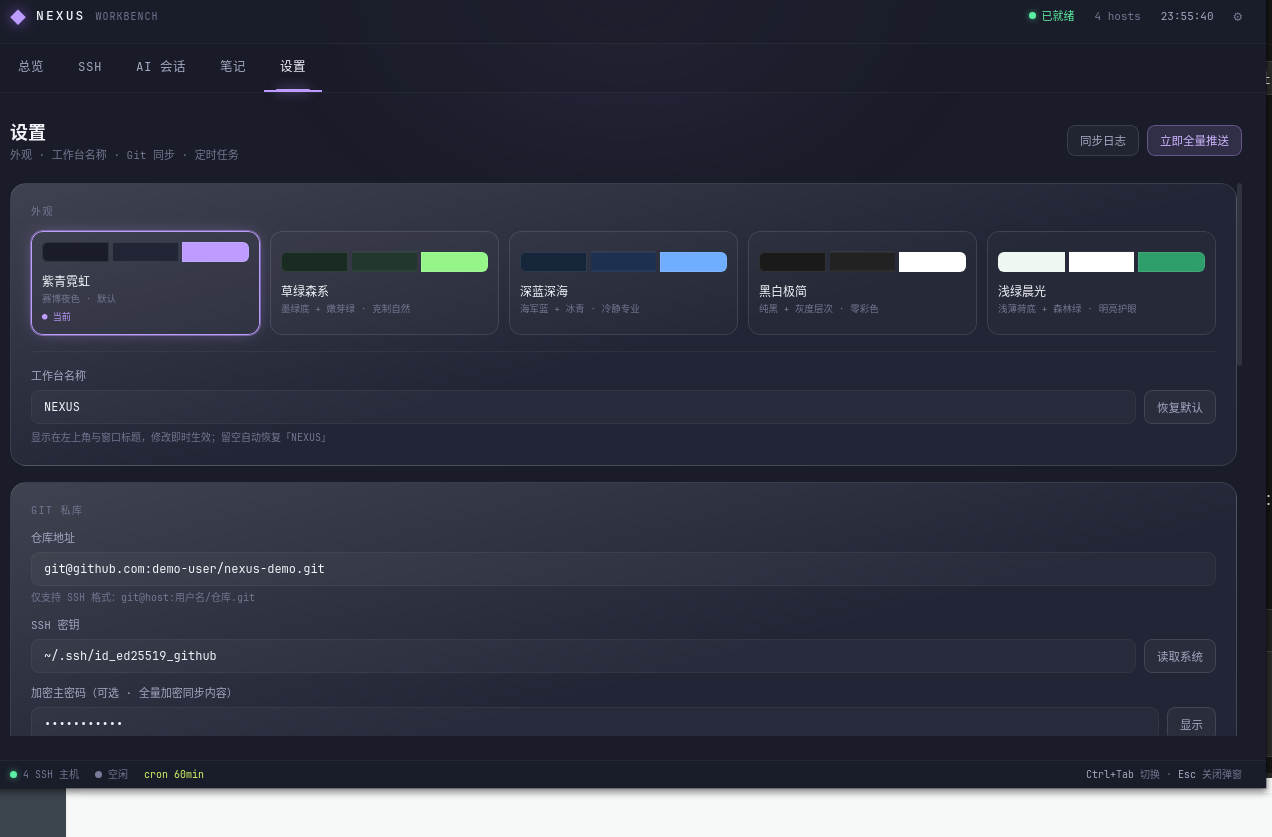 NEXUS WORKBENCH
已就绪 4 hosts 23:55:40
总览 SSH AI 会话 笔记 设置
设置
外观 · 工作台名称 · Git 同步 · 定时任务
同步日志 立即全量推送
外观
紫青霓虹
赛博夜色 · 默认
当前
草绿森系
墨绿底 + 嫩芽绿 · 克制自然
深蓝深海
海军蓝 + 冰青 · 冷静专业
黑白极简
纯黑 + 灰度层次 · 零彩色
浅绿晨光
浅薄荷底 + 森林绿 · 明亮护眼
工作台名称
NEXUS 恢复默认
显示在左上角与窗口标题，修改即时生效；留空自动恢复「NEXUS」
GIT 私库
仓库地址
git@github.com:demo-user/nexus-demo.git
仅支持 SSH 格式：git@host:用户名/仓库.git
SSH 密钥
~/.ssh/id_ed25519_github 读取系统
加密主密码（可选 · 全量加密同步内容）
••••••••••• 显示
4 SSH 主机 空闲 cron 60min
Ctrl+Tab 切换 · Esc 关闭弹窗